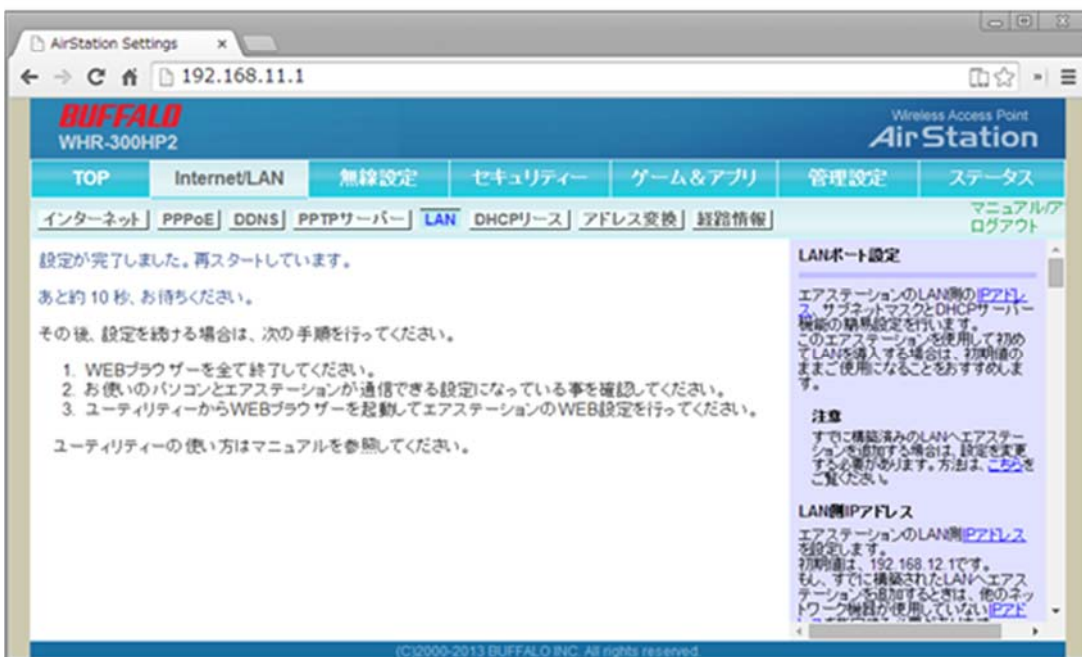 AirStation Settings
192.168.11.1
BUFFALO
WHR-300HP2
Wireless Access Point
AirStation
TOP
Internet/LAN
無線設定
セキュリティー
ゲーム&アプリ
管理設定
ステータス
インターネット
PPPoE
DDNS
PPTPサーバー
LAN
DHCPリース
アドレス変換
経路情報
マニュアル/ア
ログアウト
設定が完了しました。再スタートしています。
あと約 10 秒、お待ちください。
その後、設定を続ける場合は、次の手順を行ってください。
1. WEBブラウザーを全て終了してください。
2. お使いのパソコンとエアステーションが通信できる設定になっている事を確認してください。
3. ユーティリティーからWEBブラウザーを起動してエアステーションのWEB設定を行ってください。
ユーティリティーの使い方はマニュアルを参照してください。
LANポート設定
エアステーションのLAN側のIPアドレ
ス、サブネットマスクとDHCPサーバー
機能の簡易設定を行います。
このエアステーションを使用して初め
てLANを導入する場合は、初期値の
ままご使用になることをおすすめしま
す。
注意
すでに構築済みのLANへエアステー
ションを追加する場合は、設定を変更
する必要があります。方法は、こちらを
ご覧ください。
LAN側IPアドレス
エアステーションのLAN側IPアドレス
を設定します。
初期値は、192.168.12.1です。
もし、すでに構築されたLANへエアス
テーションを追加するときは、他のネッ
トワーク機器が使用していないIPアド
(C)2000-2013 BUFFALO INC. All rights reserved.